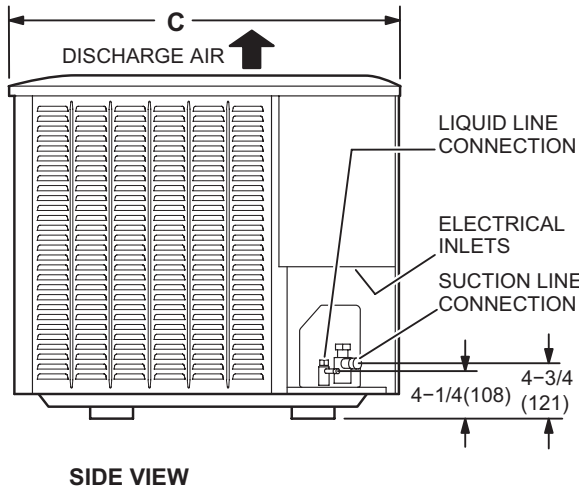 C
DISCHARGE AIR
LIQUID LINE
CONNECTION
ELECTRICAL
INLETS
SUCTION LINE
CONNECTION
4−1/4(108)
4−3/4
(121)
SIDE VIEW